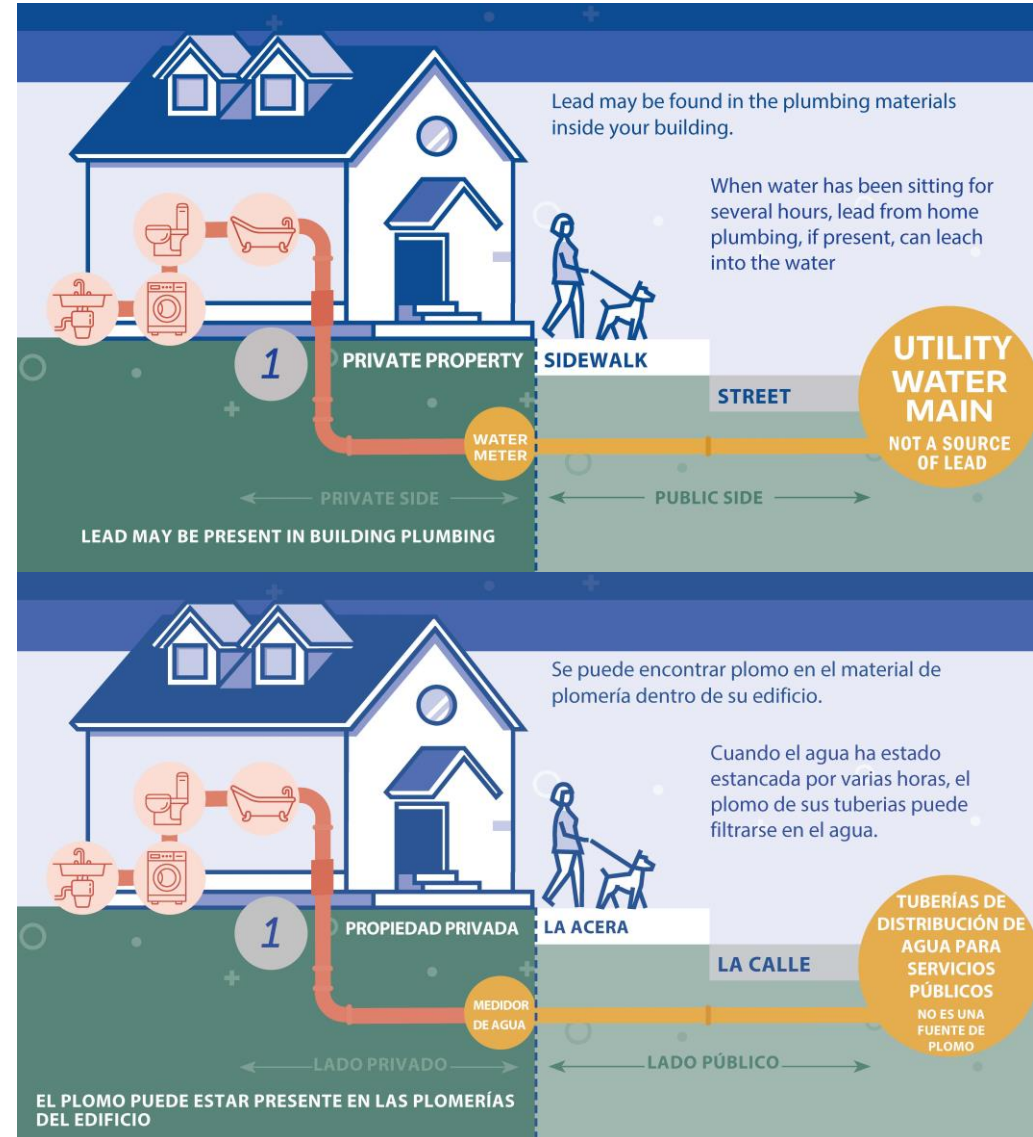 Lead may be found in the plumbing materials
inside your building.
When water has been sitting for
several hours, lead from home
plumbing, if present, can leach
into the water
1
PRIVATE PROPERTY
SIDEWALK
STREET
UTILITY
WATER
MAIN
NOT A SOURCE
OF LEAD
WATER
METER
PRIVATE SIDE
PUBLIC SIDE
LEAD MAY BE PRESENT IN BUILDING PLUMBING
Se puede encontrar plomo en el material de
plomería dentro de su edificio.
Cuando el agua ha estado
estancada por varias horas, el
plomo de sus tuberias puede
filtrarse en el agua.
1
PROPIEDAD PRIVADA
LA ACERA
LA CALLE
TUBERÍAS DE
DISTRIBUCIÓN DE
AGUA PARA
SERVICIOS
PÚBLICOS
NO ES UNA
FUENTE DE
PLOMO
MEDIDOR
DE AGUA
LADO PRIVADO
LADO PÚBLICO
EL PLOMO PUEDE ESTAR PRESENTE EN LAS PLOMERÍAS
DEL EDIFICIO